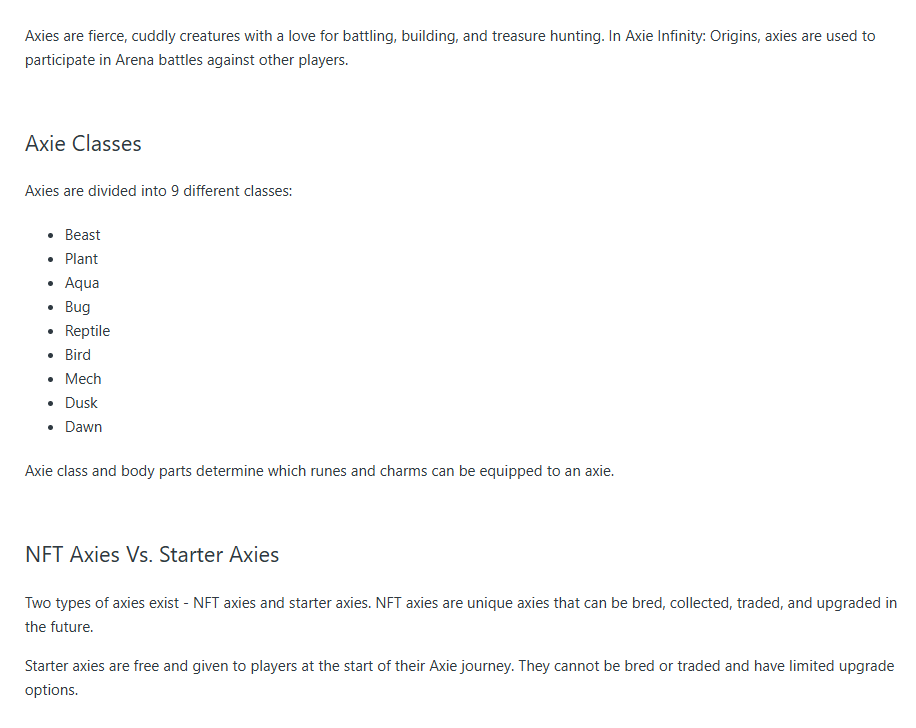 Axies are fierce, cuddly creatures with a love for battling, building, and treasure hunting. In Axie Infinity: Origins, axies are used to
participate in Arena battles against other players.
Axie Classes
Axies are divided into 9 different classes:
• Beast
• Plant
• Aqua
• Bug
• Reptile
• Bird
• Mech
• Dusk
• Dawn
Axie class and body parts determine which runes and charms can be equipped to an axie.
NFT Axies Vs. Starter Axies
Two types of axies exist - NFT axies and starter axies. NFT axies are unique axies that can be bred, collected, traded, and upgraded in
the future.
Starter axies are free and given to players at the start of their Axie journey. They cannot be bred or traded and have limited upgrade
options.